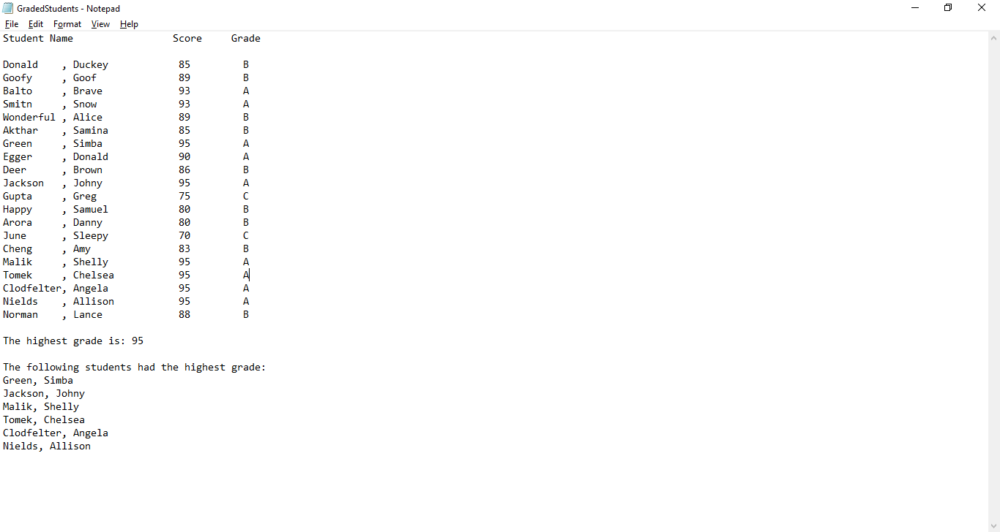 GradedStudents - Notepad
File Edit Format View Help
Student Name Score Grade
Donald , Duckey 85 B
Goofy , Goof 89 B
Balto , Brave 93 A
Smitn , Snow 93 A
Wonderful , Alice 89 B
Akthar , Samina 85 B
Green , Simba 95 A
Egger , Donald 90 A
Deer , Brown 86 B
Jackson , Johny 95 A
Gupta , Greg 75 C
Happy , Samuel 80 B
Arora , Danny 80 B
June , Sleepy 70 C
Cheng , Amy 83 B
Malik , Shelly 95 A
Tomek , Chelsea 95 A
Clodfelter, Angela 95 A
Nields , Allison 95 A
Norman , Lance 88 B
The highest grade is: 95
The following students had the highest grade:
Green, Simba
Jackson, Johny
Malik, Shelly
Tomek, Chelsea
Clodfelter, Angela
Nields, Allison